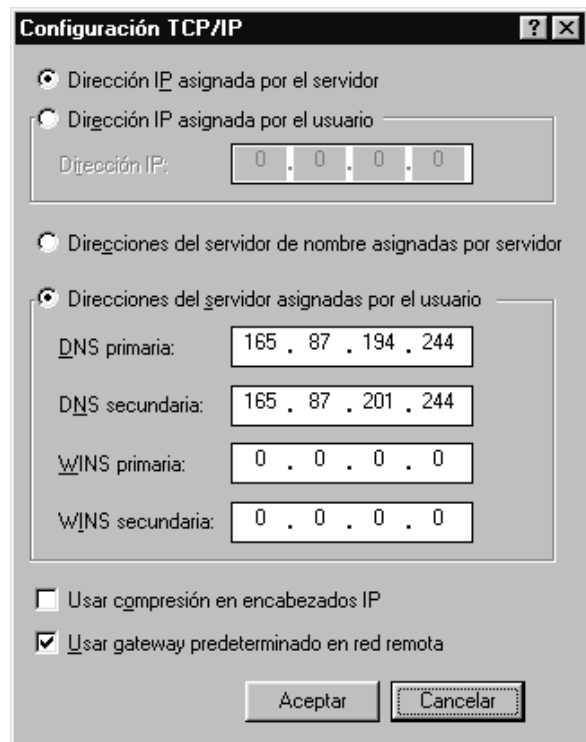 Configuración TCP/IP
Dirección IP asignada por el servidor
Dirección IP asignada por el usuario
Dirección IP: 0 . 0 . 0 . 0
Direcciones del servidor de nombre asignadas por servidor
Direcciones del servidor asignadas por el usuario
DNS primaria: 165 . 87 . 194 . 244
DNS secundaria: 165 . 87 . 201 . 244
WINS primaria: 0 . 0 . 0 . 0
WINS secundaria: 0 . 0 . 0 . 0
Usar compresión en encabezados IP
Usar gateway predeterminado en red remota
Aceptar Cancelar